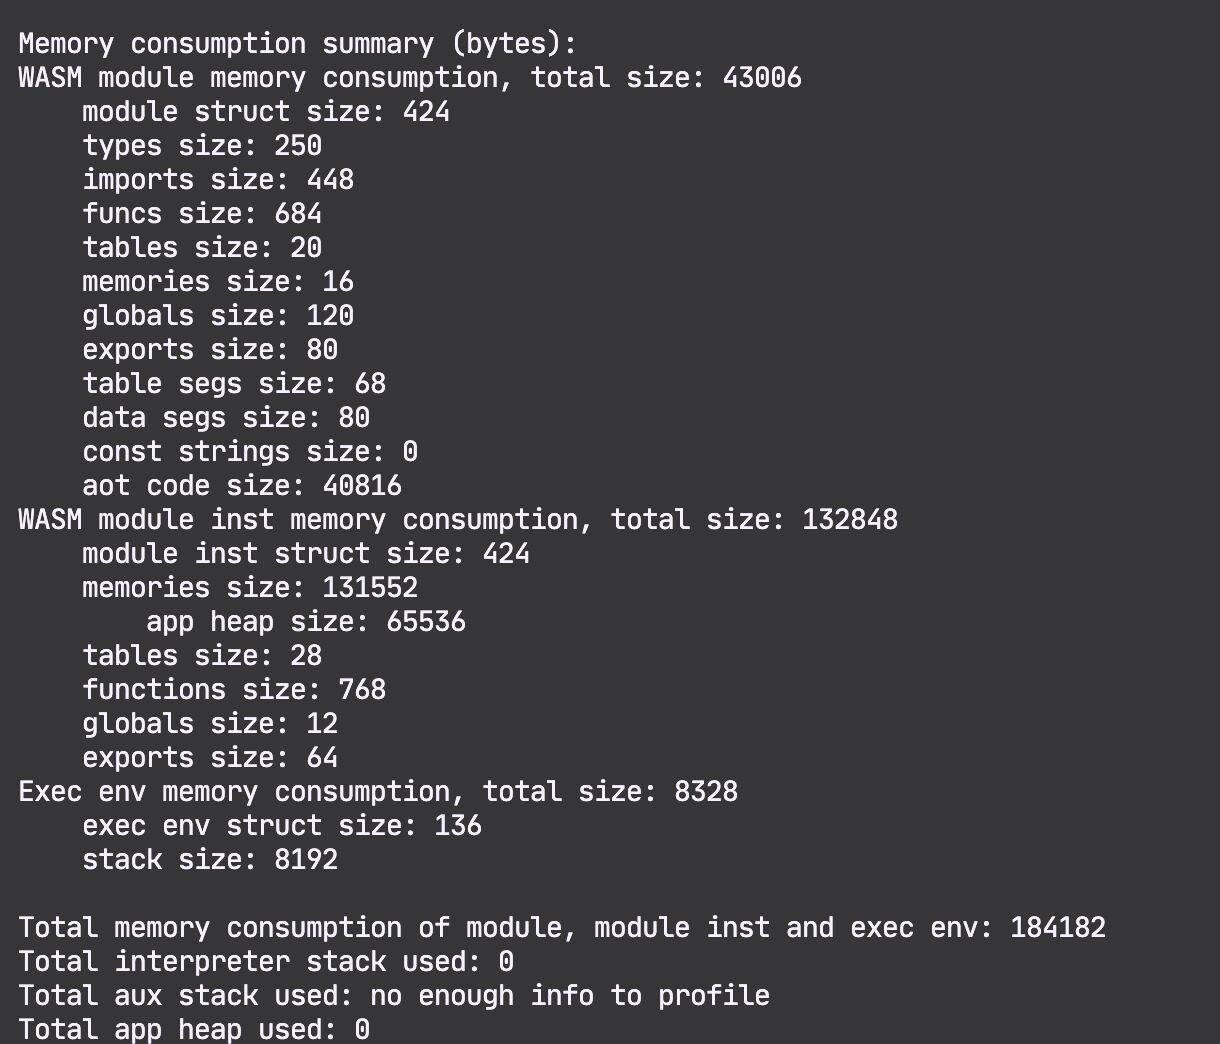 Memory consumption summary (bytes):
WASM module memory consumption, total size: 43006
    module struct size: 424
    types size: 250
    imports size: 448
    funcs size: 684
    tables size: 20
    memories size: 16
    globals size: 120
    exports size: 80
    table segs size: 68
    data segs size: 80
    const strings size: 0
    aot code size: 40816
WASM module inst memory consumption, total size: 132848
    module inst struct size: 424
    memories size: 131552
        app heap size: 65536
    tables size: 28
    functions size: 768
    globals size: 12
    exports size: 64
Exec env memory consumption, total size: 8328
    exec env struct size: 136
    stack size: 8192

Total memory consumption of module, module inst and exec env: 184182
Total interpreter stack used: 0
Total aux stack used: no enough info to profile
Total app heap used: 0